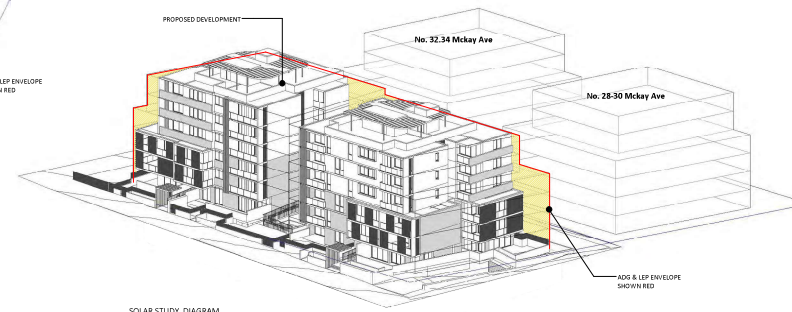 PROPOSED DEVELOPMENT
No. 32.34 Mckay Ave
LEP ENVELOPE
N RED
No. 28-30 Mckay Ave
ADG & LEP ENVELOPE
SHOWN RED
SOLAR STUDY DIAGRAM